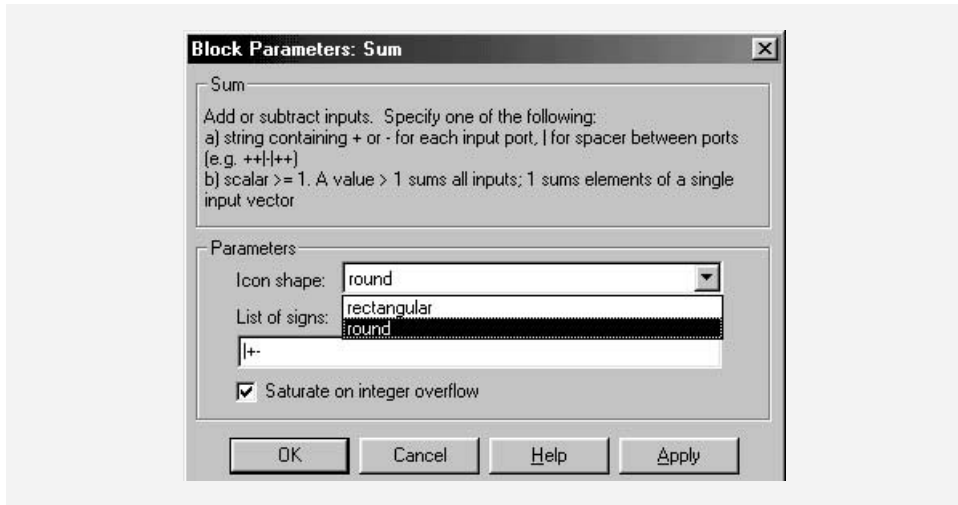 Block Parameters: Sum
Sum
Add or subtract inputs. Specify one of the following:
a) string containing + or - for each input port, | for spacer between ports
(e.g. ++|-|++)
b) scalar >= 1. A value > 1 sums all inputs; 1 sums elements of a single
input vector
Parameters
Icon shape: round
rectangular
List of signs:
round
|+-
Saturate on integer overflow
OK Cancel Help Apply